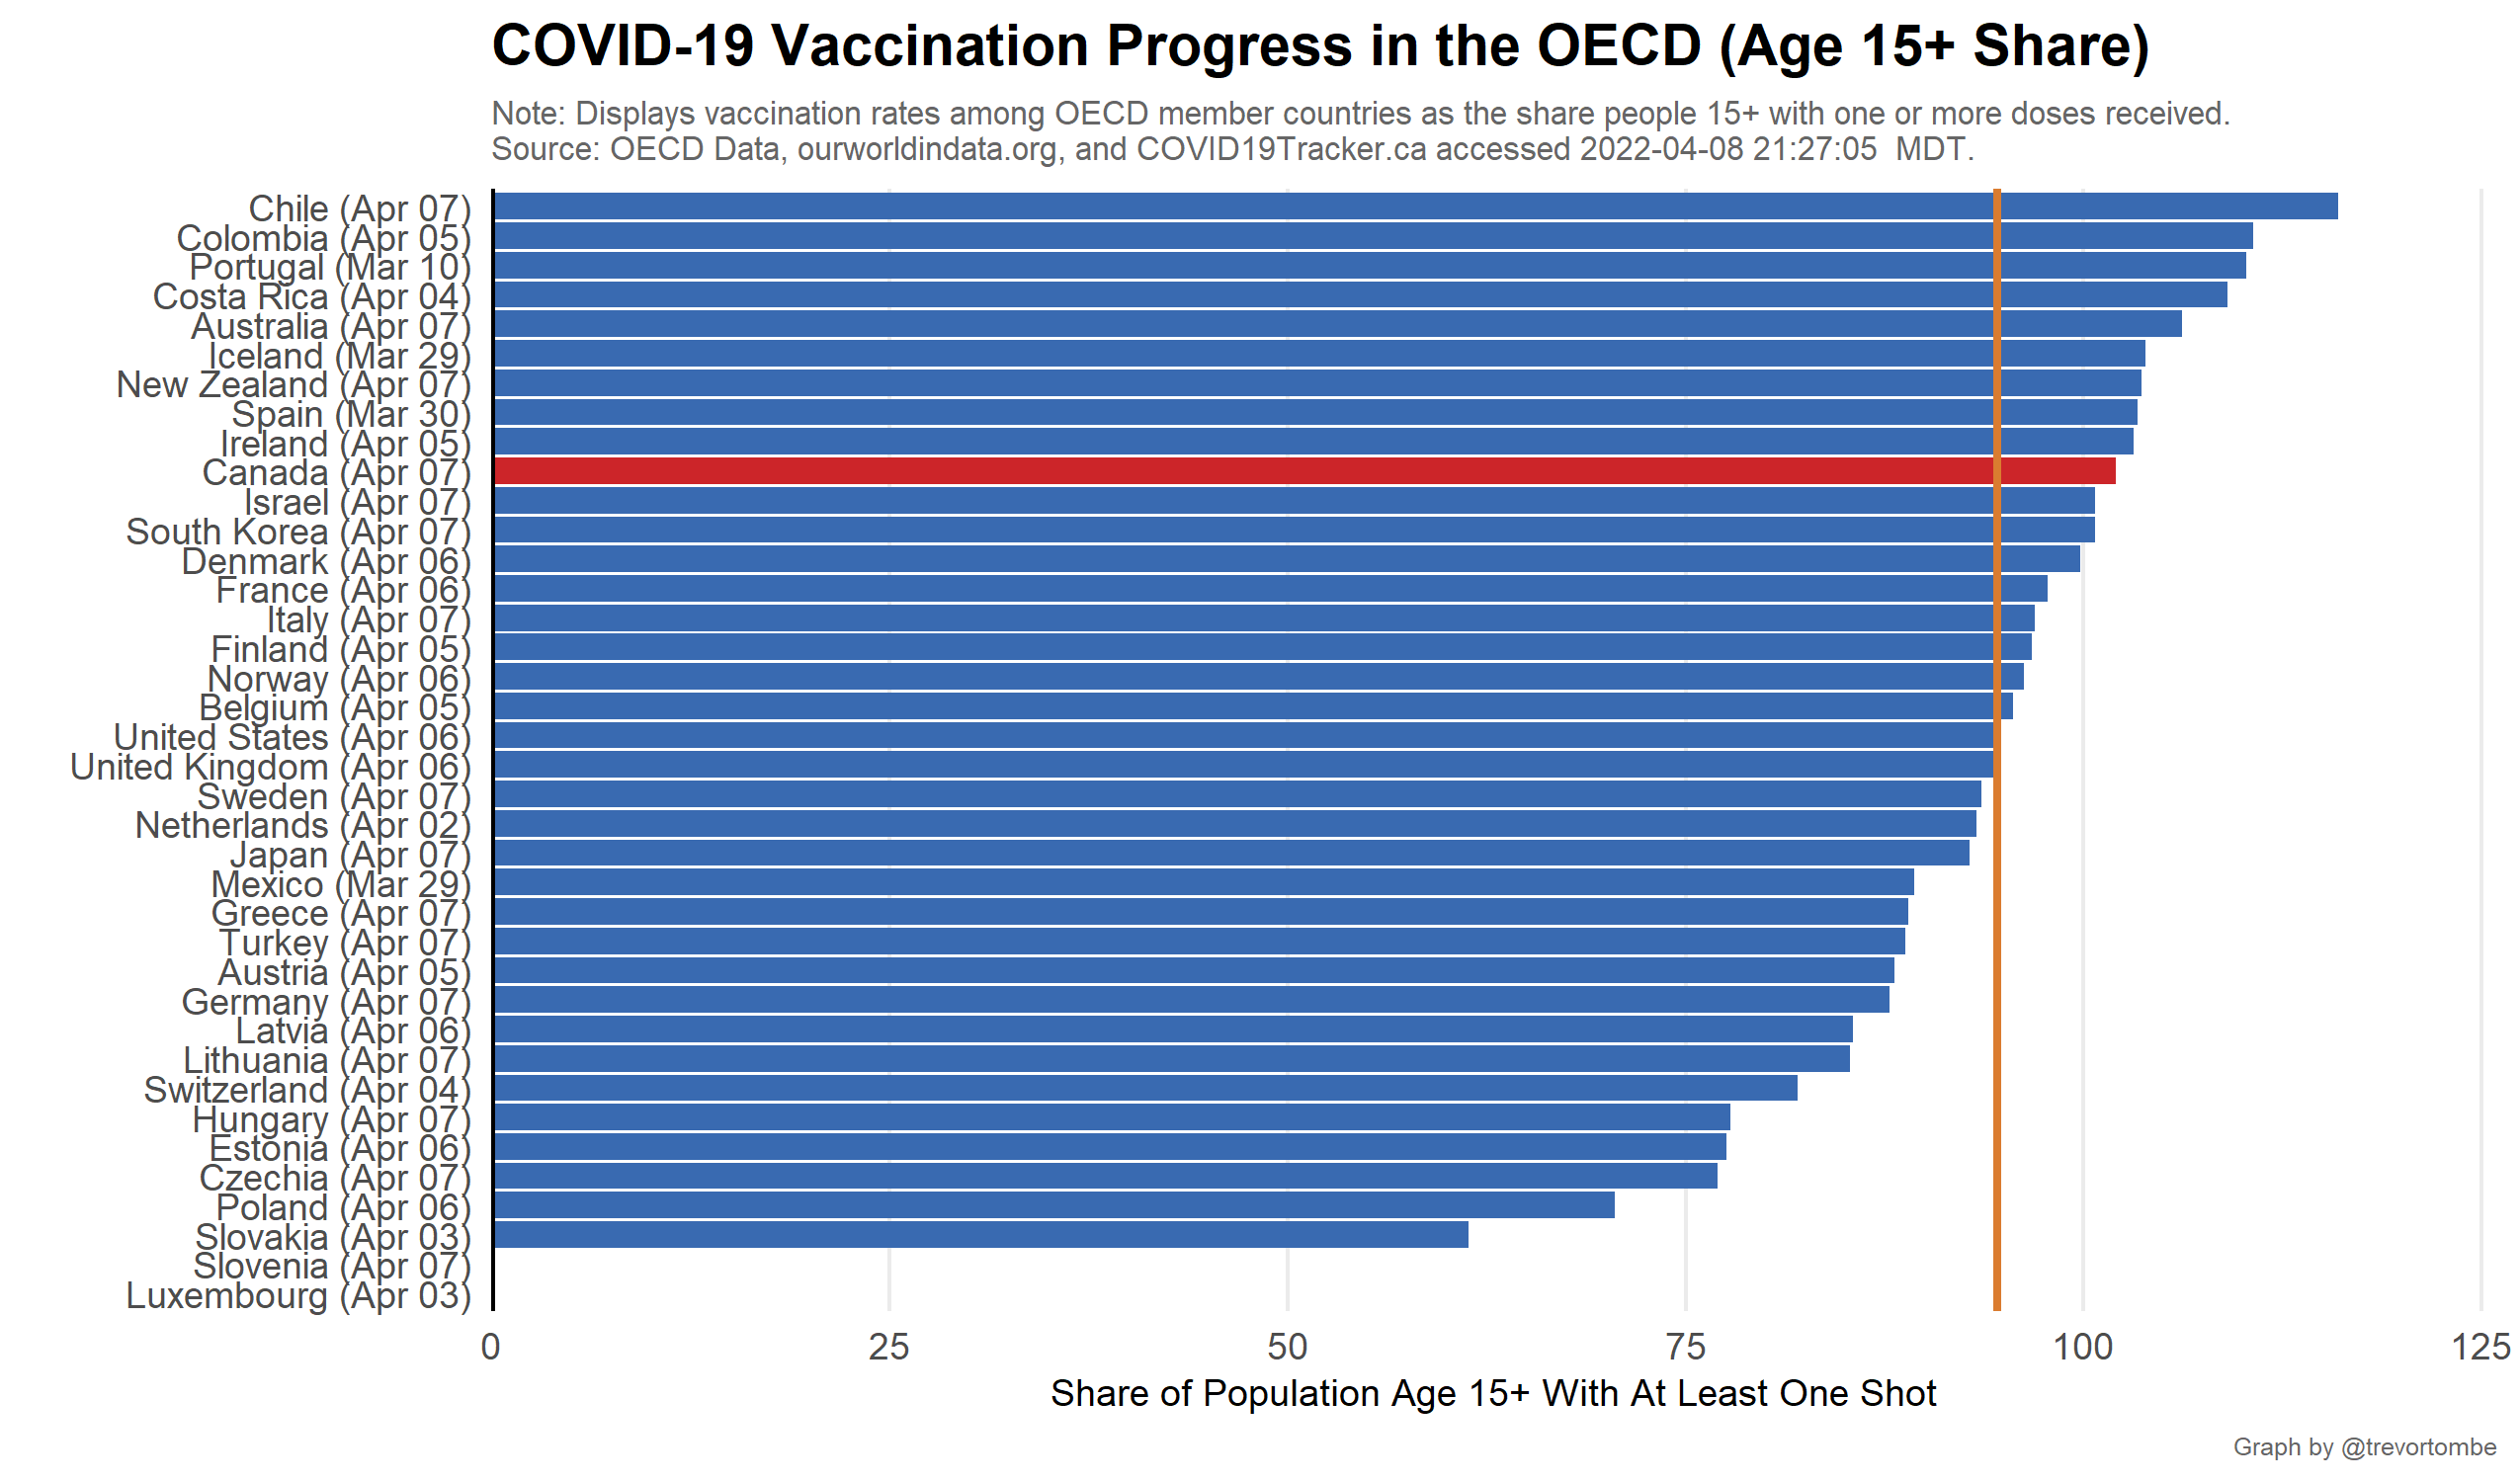 COVID-19 Vaccination Progress in the OECD (Age 15+ Share)
Note: Displays vaccination rates among OECD member countries as the share people 15+ with one or more doses received.
Source: OECD Data, ourworldindata.org, and COVID19Tracker.ca accessed 2022-04-08 21:27:05  MDT.
Chile (Apr 07)
Colombia (Apr 05)
Portugal (Mar 10)
Costa Rica (Apr 04)
Australia (Apr 07)
Iceland (Mar 29)
New Zealand (Apr 07)
Spain (Mar 30)
Ireland (Apr 05)
Canada (Apr 07)
Israel (Apr 07)
South Korea (Apr 07)
Denmark (Apr 06)
France (Apr 06)
Italy (Apr 07)
Finland (Apr 05)
Norway (Apr 06)
Belgium (Apr 05)
United States (Apr 06)
United Kingdom (Apr 06)
Sweden (Apr 07)
Netherlands (Apr 02)
Japan (Apr 07)
Mexico (Mar 29)
Greece (Apr 07)
Turkey (Apr 07)
Austria (Apr 05)
Germany (Apr 07)
Latvia (Apr 06)
Lithuania (Apr 07)
Switzerland (Apr 04)
Hungary (Apr 07)
Estonia (Apr 06)
Czechia (Apr 07)
Poland (Apr 06)
Slovakia (Apr 03)
Slovenia (Apr 07)
Luxembourg (Apr 03)
0 25 50 75 100 125
Share of Population Age 15+ With At Least One Shot
Graph by @trevortombe